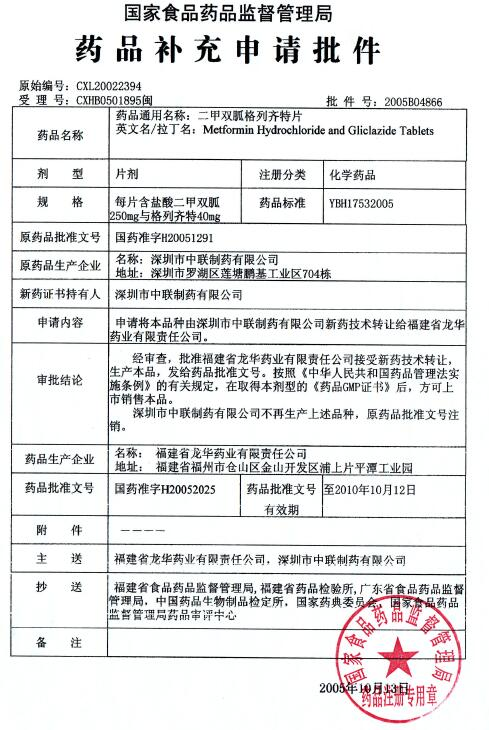 国家食品药品监督管理局
药品补充申请批件
原始编号：CXL20022394
受 理 号：CXHB0501895闽 批 件 号：2005B04866
药品名称 药品通用名称：二甲双胍格列齐特片
英文名/拉丁名：Metformin Hydrochloride and Gliclazide Tablets
剂 型 片剂 注册分类 化学药品
规 格 每片含盐酸二甲双胍
250mg与格列齐特40mg 药品标准 YBH17532005
原药品批准文号 国药准字H20051291
原药品生产企业 名称：深圳市中联制药有限公司
地址：深圳市罗湖区莲塘鹏基工业区704栋
新药证书持有人 深圳市中联制药有限公司
申请内容 申请将本品种由深圳市中联制药有限公司新药技术转让给福建省龙华
药业有限责任公司。
审批结论 经审查，批准福建省龙华药业有限责任公司接受新药技术转让，
生产本品，发给药品批准文号。按照《中华人民共和国药品管理法实
施条例》的有关规定，在取得本剂型的《药品GMP证书》后，方可上
市销售本品。
深圳市中联制药有限公司不再生产上述品种，原药品批准文号注
销。
药品生产企业 名称： 福建省龙华药业有限责任公司
地址： 福建省福州市仓山区金山开发区浦上片平潭工业园
药品批准文号 国药准字H20052025 药品批准文号
有效期 至2010年10月12日
附 件 －－－－
主 送 福建省龙华药业有限责任公司，深圳市中联制药有限公司
抄 送 福建省食品药品监督管理局，福建省药品检验所，广东省食品药品监督
管理局，中国药品生物制品检定所，国家药典委员会，国家食品药品
监督管理局药品审评中心
备 注
国家食品药品监督管理局
药品注册专用章
2005年10月13日